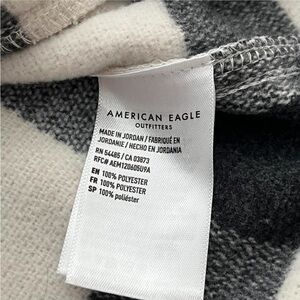 AMERICAN EAGLE
OUTFITTERS
MADE IN JORDAN / FABRIQUÉ EN
JORDANIE / HECHO EN JORDANIA
RN 54485 / CA 03873
RFC# AEM1206050U9A
EN 100% POLYESTER
FR 100% POLYESTER
SP 100% poliéster